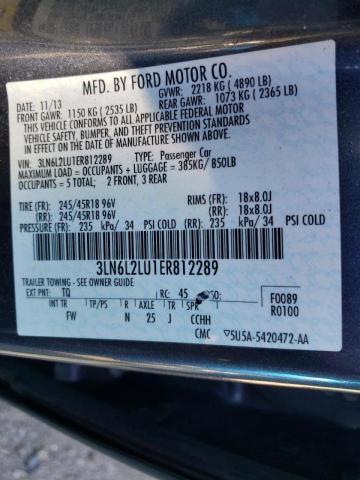 MFD. BY FORD MOTOR CO.
11/13 GVWR: 2218 KG ( 4890 LB)
FRONT GAWR: 1150 KG ( 2535 LB) REAR GAWR: 1073 KG ( 2365 LB)
THIS VEHICLE CONFORMS TO ALL APPLICABLE FEDERAL MOTOR
VEHICLE SAFETY, BUMPER, AND THEFT PREVENTION STANDARDS IN
EFFECT ON THE DATE OF MANUFACTURE SHOWN ABOVE.
VIN: 3LN6L2LU1ER812289 TYPE: Passenger Car
MAXIMUM LOAD = OCCUPANTS + LUGGAGE = 385KG/ 850LB
OCCUPANTS = 5 TOTAL: 2 FRONT, 3 REAR
TIRE (FR): 245/45R18 96V RIMS (FR): 18x8.0J
(RR): 245/45R18 96V (RR): 18x8.0J
PRESSURE (FR): 235 kPa/ 34 PSI COLD (RR): 235 kPa/ 34 PSI COLD
3LN6L2LU1ER812289
TRAILER TOWING - SEE OWNER GUIDE
EXT PNT: TQ RC: 45 DSO: F0089
INT TR TP/PS R AXLE TR SPR R0100
FW N 25 J CCHH
CMC 5U5A-5420472-AA